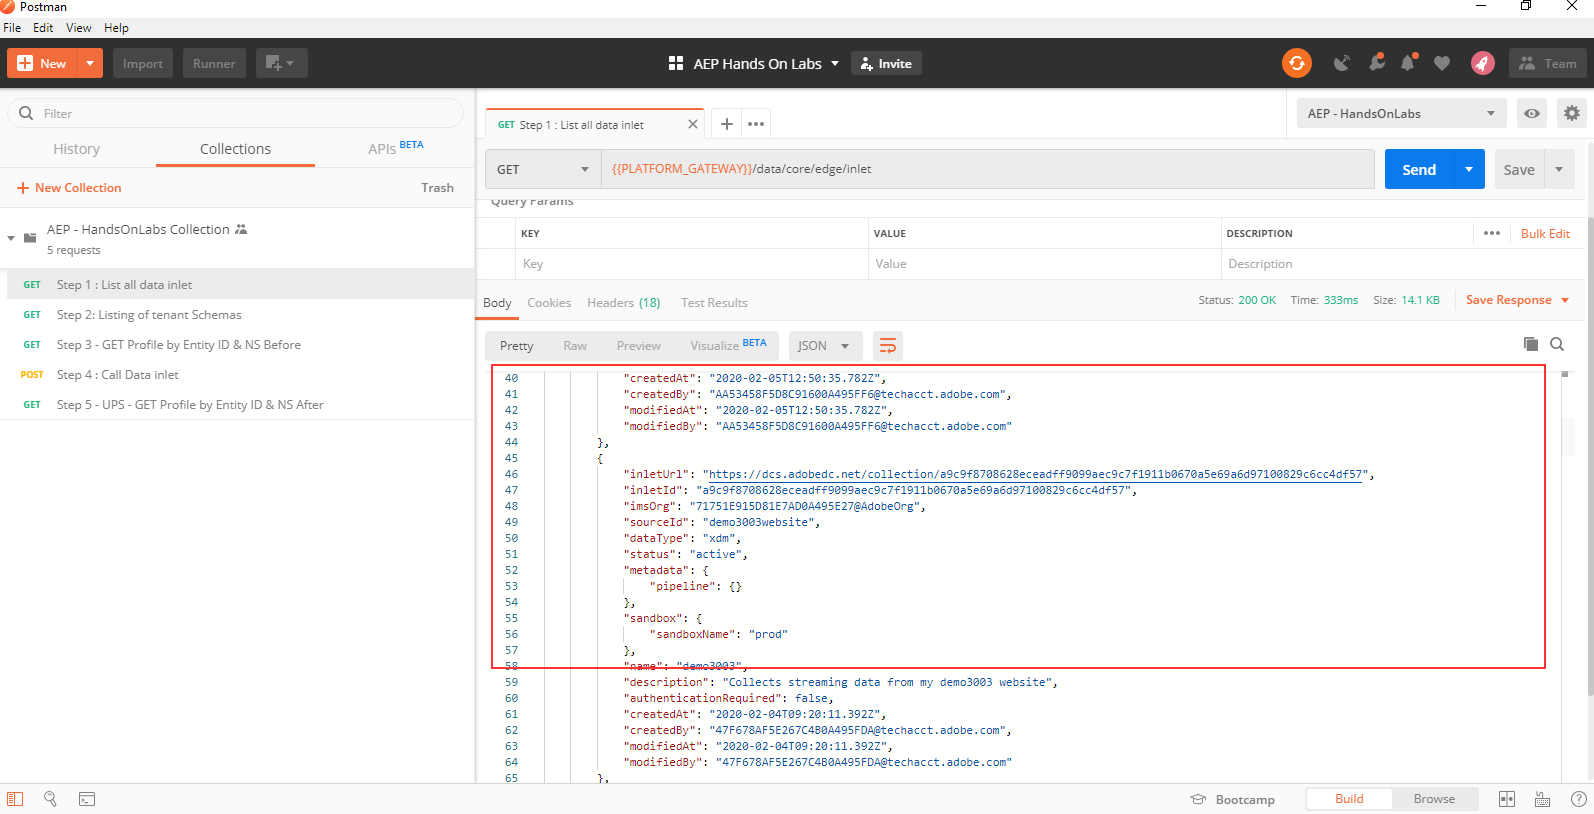 Postman
File Edit View Help
New Import Runner AEP Hands On Labs Invite Team
Filter
History Collections APIs BETA
New Collection Trash
AEP - HandsOnLabs Collection
5 requests
GET Step 1 : List all data inlet
GET Step 2: Listing of tenant Schemas
GET Step 3 - GET Profile by Entity ID & NS Before
POST Step 4 : Call Data inlet
GET Step 5 - UPS - GET Profile by Entity ID & NS After
GET Step 1 : List all data inlet
AEP - HandsOnLabs
GET {{PLATFORM_GATEWAY}}/data/core/edge/inlet Send Save
Query Params
KEY VALUE DESCRIPTION Bulk Edit
Key Value Description
Body Cookies Headers (18) Test Results Status: 200 OK Time: 333ms Size: 14.1 KB Save Response
Pretty Raw Preview Visualize BETA JSON
40 "createdAt": "2020-02-05T12:50:35.782Z",
41 "createdBy": "AA53458F5D8C91600A495FF6@techacct.adobe.com",
42 "modifiedAt": "2020-02-05T12:50:35.782Z",
43 "modifiedBy": "AA53458F5D8C91600A495FF6@techacct.adobe.com"
44 },
45 {
46 "inletUrl": "https://dcs.adobedc.net/collection/a9c9f8708628eceadff9099aec9c7f1911b0670a5e69a6d97100829c6cc4df57",
47 "inletId": "a9c9f8708628eceadff9099aec9c7f1911b0670a5e69a6d97100829c6cc4df57",
48 "imsOrg": "71751E915D81E7AD0A495E27@AdobeOrg",
49 "sourceId": "demo3003website",
50 "dataType": "xdm",
51 "status": "active",
52 "metadata": {
53 "pipeline": {}
54 },
55 "sandbox": {
56 "sandboxName": "prod"
57 },
58 "name": "demo3003",
59 "description": "Collects streaming data from my demo3003 website",
60 "authenticationRequired": false,
61 "createdAt": "2020-02-04T09:20:11.392Z",
62 "createdBy": "47F678AF5E267C4B0A495FDA@techacct.adobe.com",
63 "modifiedAt": "2020-02-04T09:20:11.392Z",
64 "modifiedBy": "47F678AF5E267C4B0A495FDA@techacct.adobe.com"
65 },
Bootcamp Build Browse